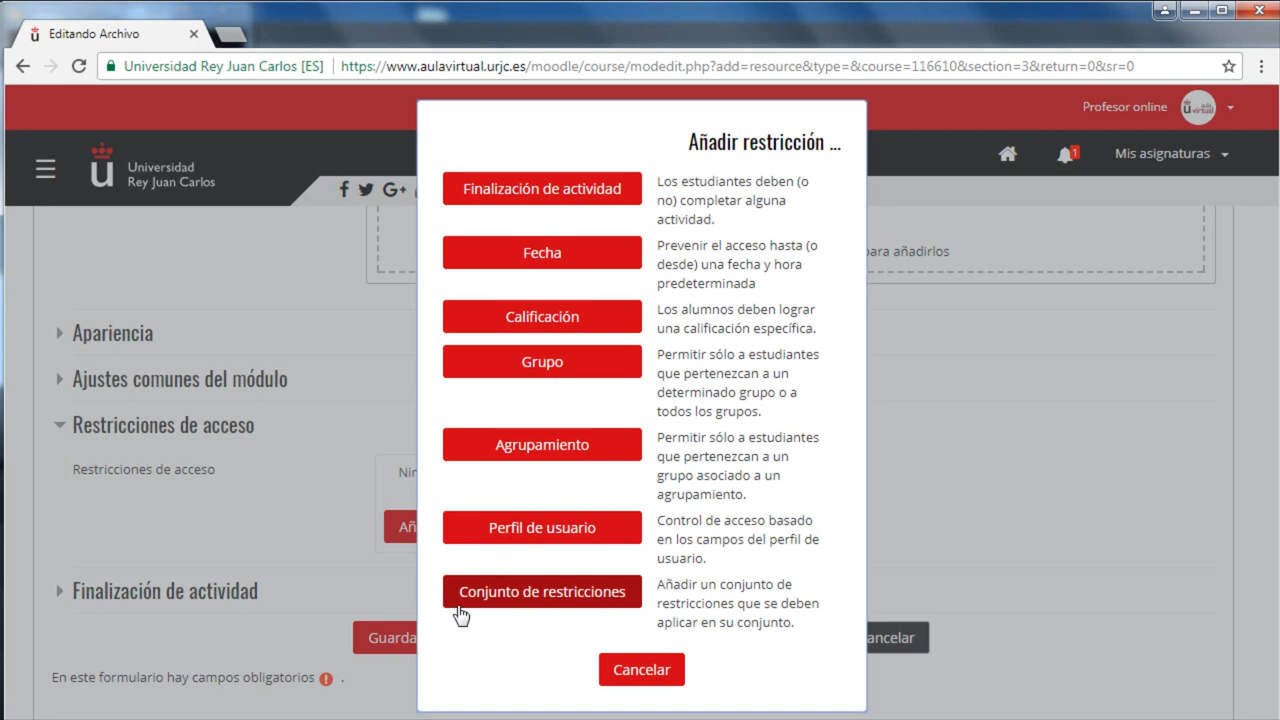 Editando Archivo
Universidad Rey Juan Carlos [ES]
https://www.aulavirtual.urjc.es/moodle/course/modedit.php?add=resource&type=&course=116610&section=3&return=0&sr=0
Profesor online
Universidad
Rey Juan Carlos
1
Mis asignaturas
para añadirlos
Apariencia
Ajustes comunes del módulo
Restricciones de acceso
Restricciones de acceso
Finalización de actividad
Guarda
ancelar
En este formulario hay campos obligatorios
Añadir restricción ...
Finalización de actividad
Los estudiantes deben (o
no) completar alguna
actividad.
Fecha
Prevenir el acceso hasta (o
desde) una fecha y hora
predeterminada
Calificación
Los alumnos deben lograr
una calificación específica.
Grupo
Permitir sólo a estudiantes
que pertenezcan a un
determinado grupo o a
todos los grupos.
Agrupamiento
Permitir sólo a estudiantes
que pertenezcan a un
grupo asociado a un
agrupamiento.
Perfil de usuario
Control de acceso basado
en los campos del perfil de
usuario.
Conjunto de restricciones
Añadir un conjunto de
restricciones que se deben
aplicar en su conjunto.
Cancelar